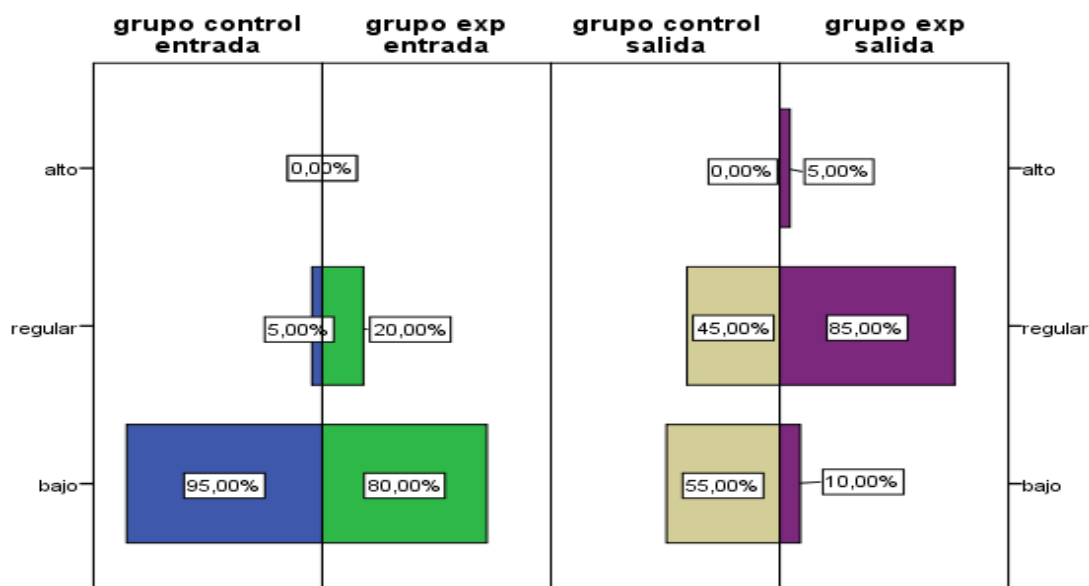 grupo control entrada
grupo exp entrada
grupo control salida
grupo exp salida
alto
0,00%
0,00%
5,00%
alto
regular
5,00%
20,00%
45,00%
85,00%
regular
bajo
95,00%
80,00%
55,00%
10,00%
bajo